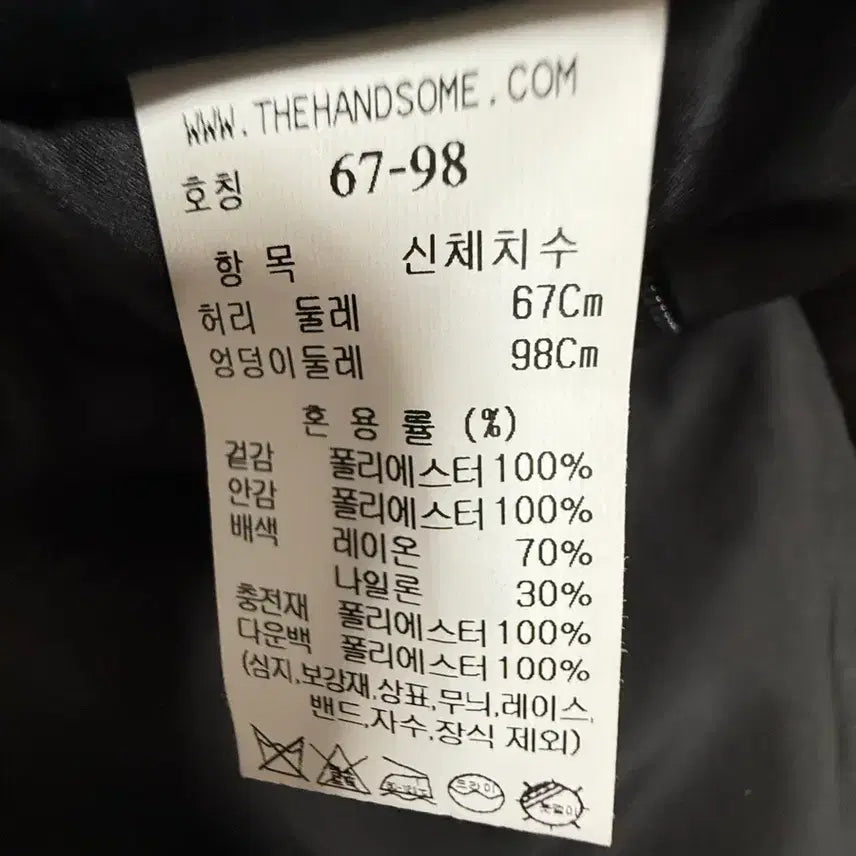 WWW.THEHANDSOME.COM
호칭 67-98
항 목 신체치수
허리 둘레 67Cm
엉덩이둘레 98Cm
혼 용 률 (%)
겉감 폴리에스터 100%
안감 폴리에스터 100%
배색 레이온 70%
나일론 30%
충전재 폴리에스터 100%
다운백 폴리에스터 100%
(심지,보강재,상표,무늬,레이스,
밴드,자수,장식 제외)
드라이